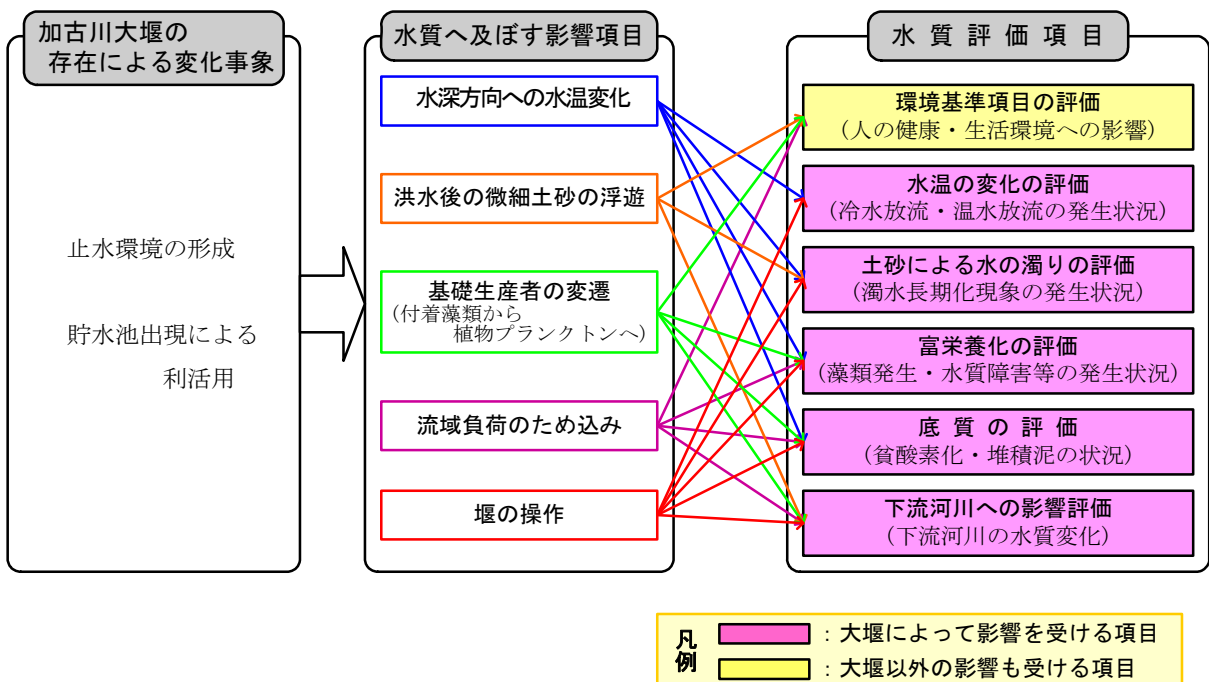 加古川大堰の
存在による変化事象
止水環境の形成
貯水池出現による
利活用
水質へ及ぼす影響項目
水深方向への水温変化
洪水後の微細土砂の浮遊
基礎生産者の変遷
(付着藻類から
植物プランクトンへ)
流域負荷のため込み
堰の操作
水 質 評 価 項 目
環境基準項目の評価
(人の健康・生活環境への影響)
水温の変化の評価
(冷水放流・温水放流の発生状況)
土砂による水の濁りの評価
(濁水長期化現象の発生状況)
富栄養化の評価
(藻類発生・水質障害等の発生状況)
底 質 の 評 価
(貧酸素化・堆積泥の状況)
下流河川への影響評価
(下流河川の水質変化)
凡例
：大堰によって影響を受ける項目
：大堰以外の影響も受ける項目